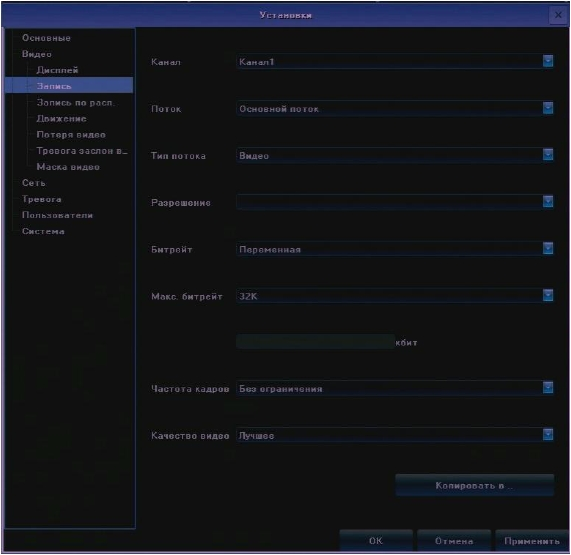 Установки
Основные
Видео
Дисплей
Запись
Запись по расп.
Движение
Потеря видео
Тревога заслон в...
Маска видео
Сеть
Тревога
Пользователи
Система
Канал Канал1
Поток Основной поток
Тип потока Видео
Разрешение
Битрейт Переменная
Макс. битрейт 32K
кбит
Частота кадров Без ограничения
Качество видео Лучшее
Копировать в ...
OK Отмена Применить